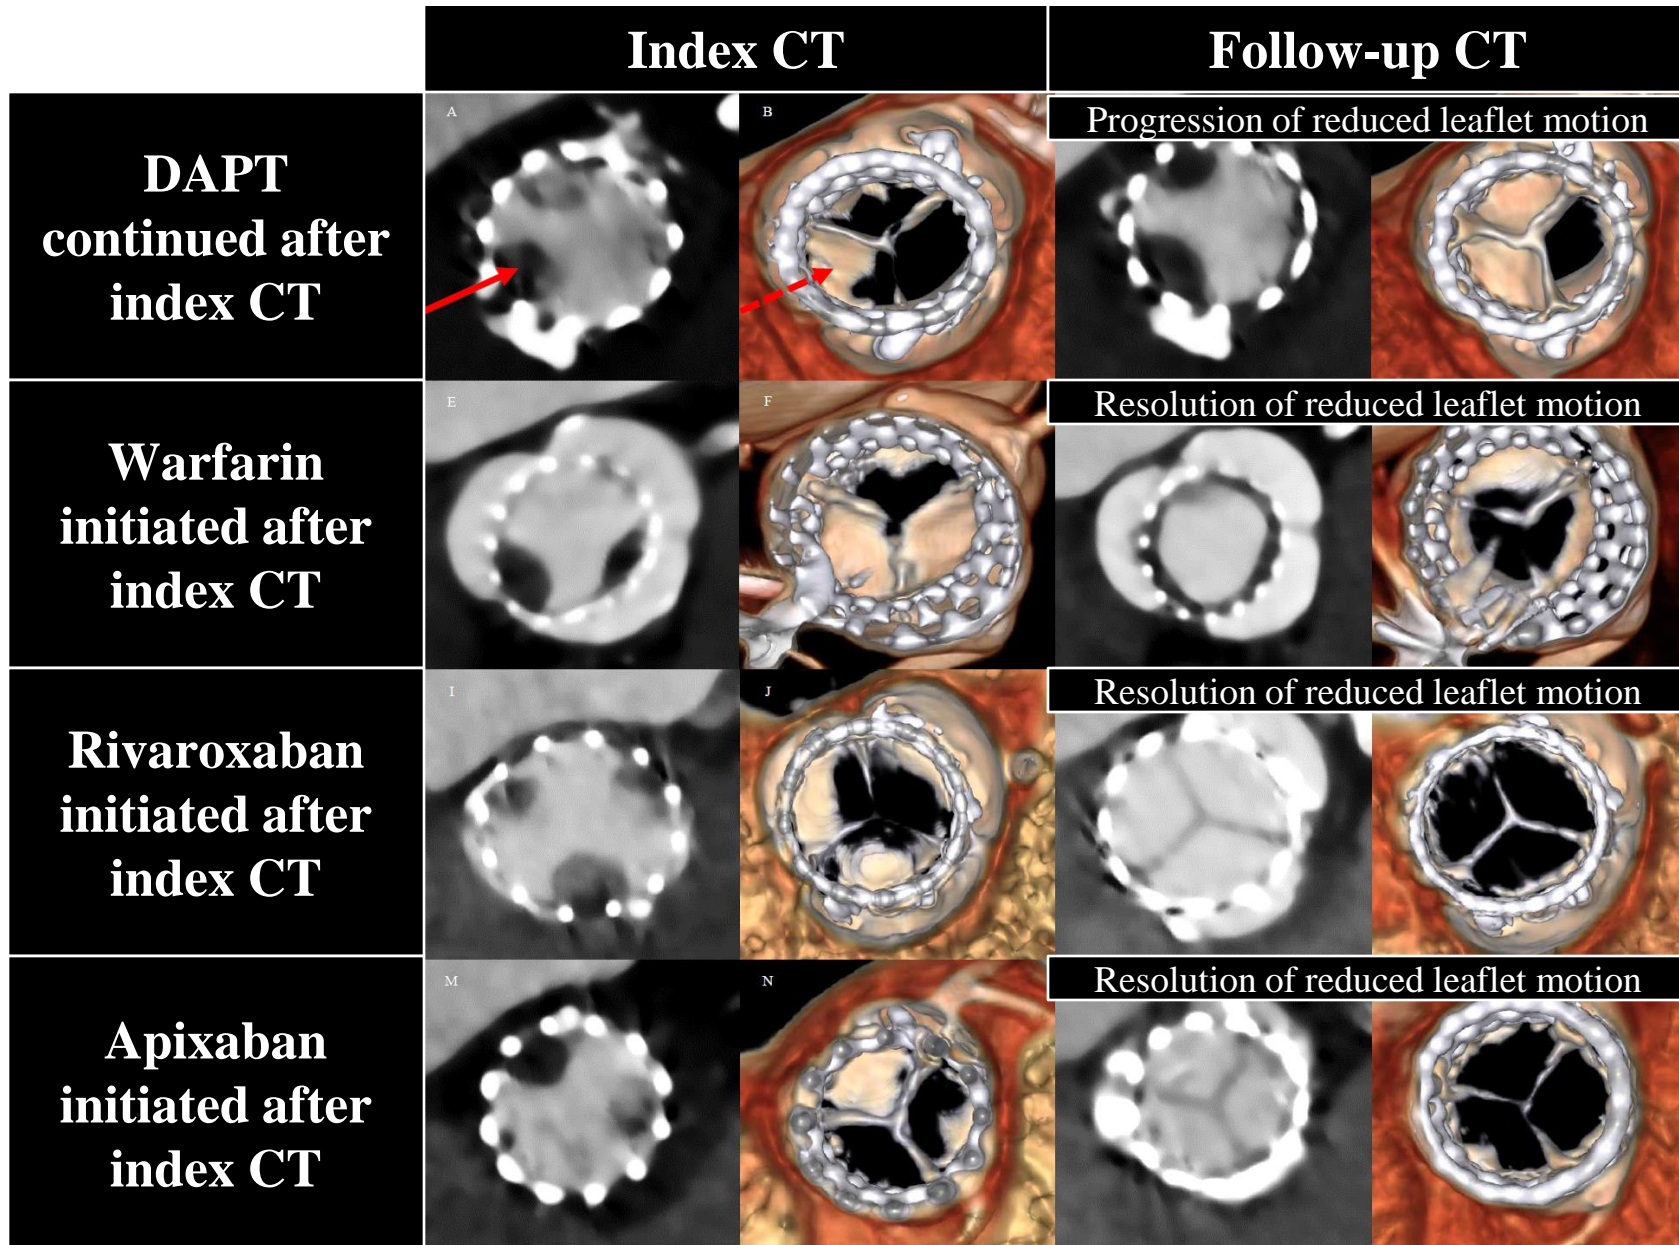 Index CT
Follow-up CT
DAPT
continued after
index CT
A
B
Progression of reduced leaflet motion
Warfarin
initiated after
index CT
E
F
Resolution of reduced leaflet motion
Rivaroxaban
initiated after
index CT
I
J
Resolution of reduced leaflet motion
Apixaban
initiated after
index CT
M
N
Resolution of reduced leaflet motion